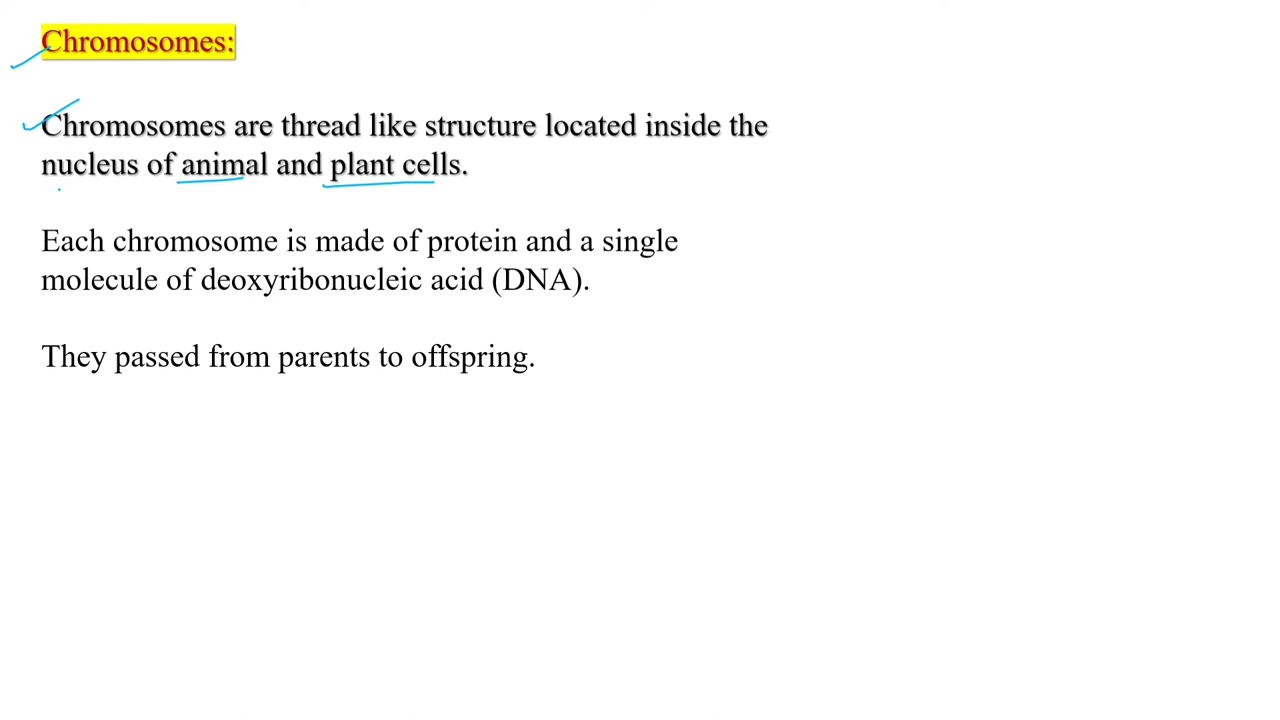 Chromosomes:
Chromosomes are thread like structure located inside the
nucleus of animal and plant cells.
Each chromosome is made of protein and a single
molecule of deoxyribonucleic acid (DNA).
They passed from parents to offspring.